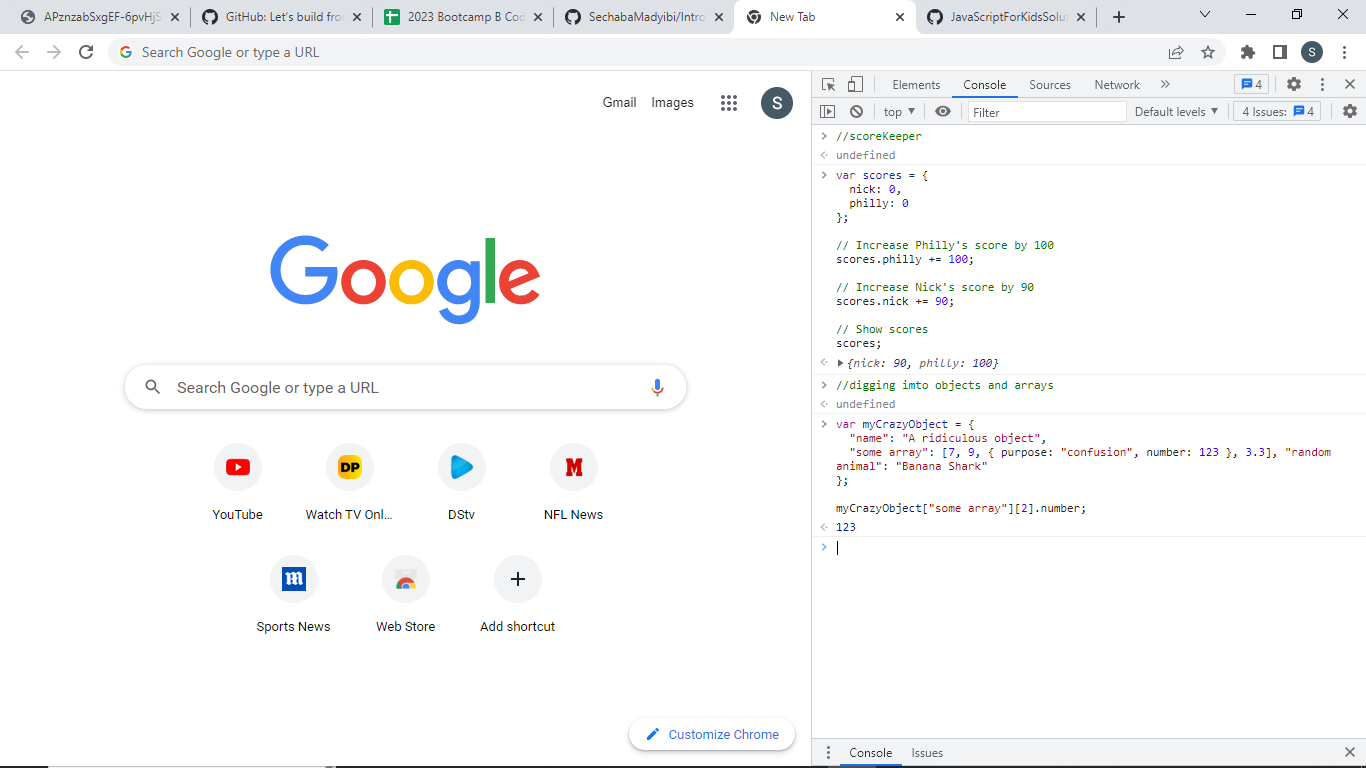 APznzabSxgEF-6pvHjS
GitHub: Let's build from
2023 Bootcamp B Cod
SechabaMadyibi/Intro
New Tab
JavaScriptForKidsSolut
Search Google or type a URL
S
Gmail Images S
Google
Search Google or type a URL
YouTube
DP
Watch TV Onl...
DStv
M
NFL News
m
Sports News
Web Store
Add shortcut
Customize Chrome
Elements Console Sources Network 4
top Filter Default levels 4 Issues: 4
//scoreKeeper
undefined
var scores = {
nick: 0,
philly: 0
};
// Increase Philly's score by 100
scores.philly += 100;
// Increase Nick's score by 90
scores.nick += 90;
// Show scores
scores;
{nick: 90, philly: 100}
//digging imto objects and arrays
undefined
var myCrazyObject = {
"name": "A ridiculous object",
"some array": [7, 9, { purpose: "confusion", number: 123 }, 3.3], "random
animal": "Banana Shark"
};
myCrazyObject["some array"][2].number;
123
Console Issues